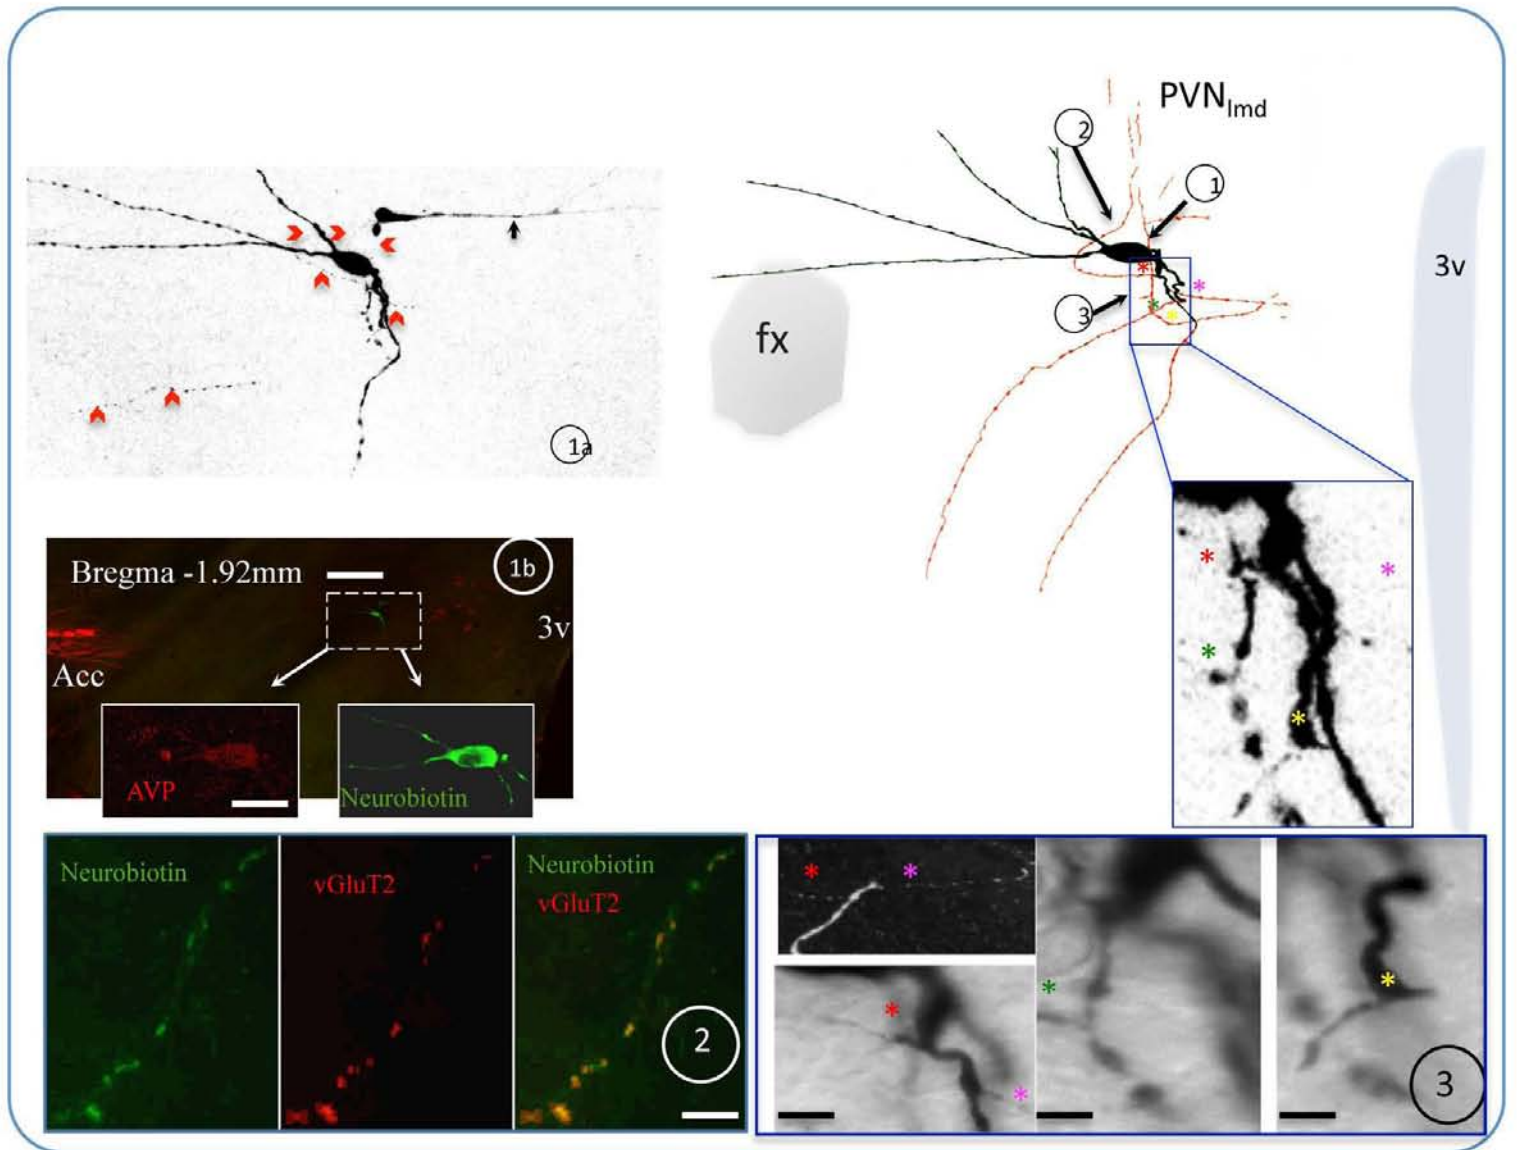 PVNlmd
2
1
3
3v
fx
1a
Bregma -1.92mm
1b
3v
Acc
AVP
Neurobiotin
Neurobiotin
vGluT2
Neurobiotin
vGluT2
2
3